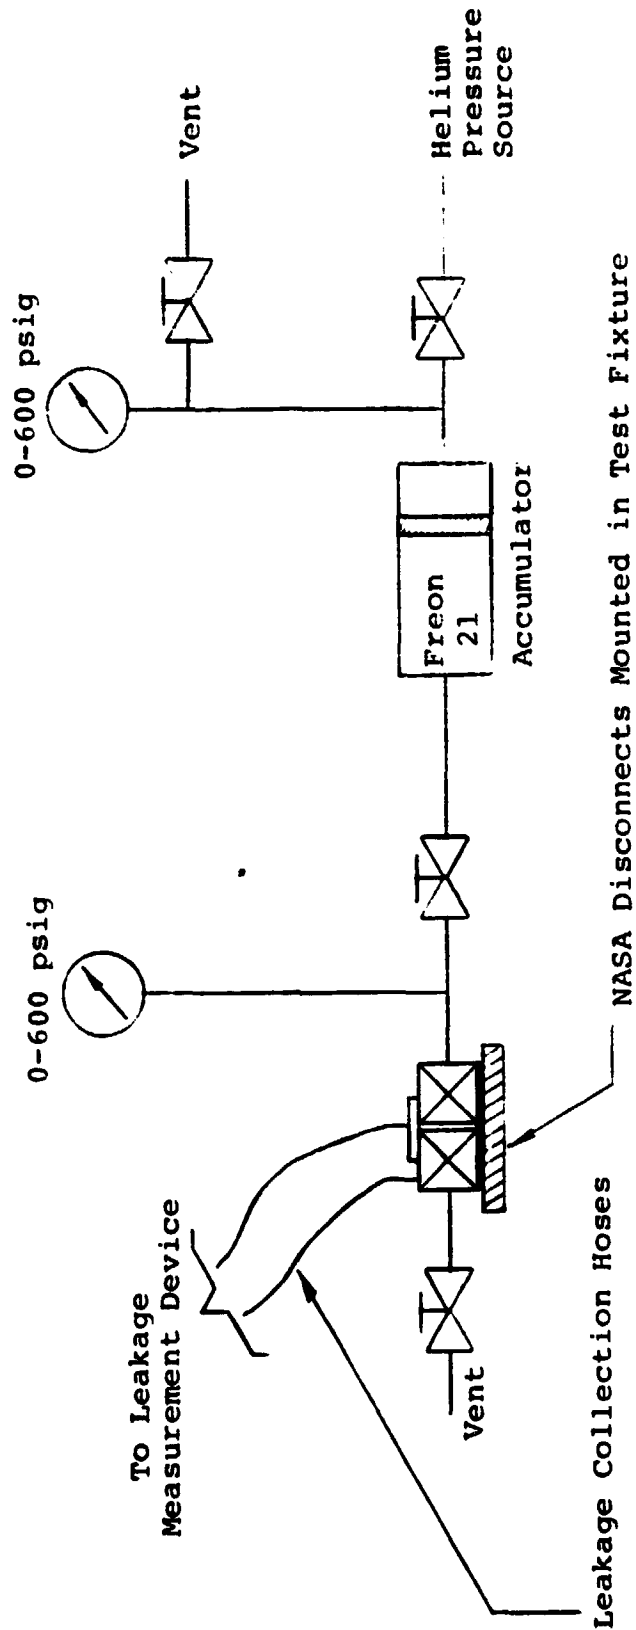 0-600 psig
0-600 psig
Vent
To Leakage
Measurement Device
Helium
Pressure
Source
Freon
21
Accumulator
Vent
NASA Disconnects Mounted in Test Fixture
Leakage Collection Hoses